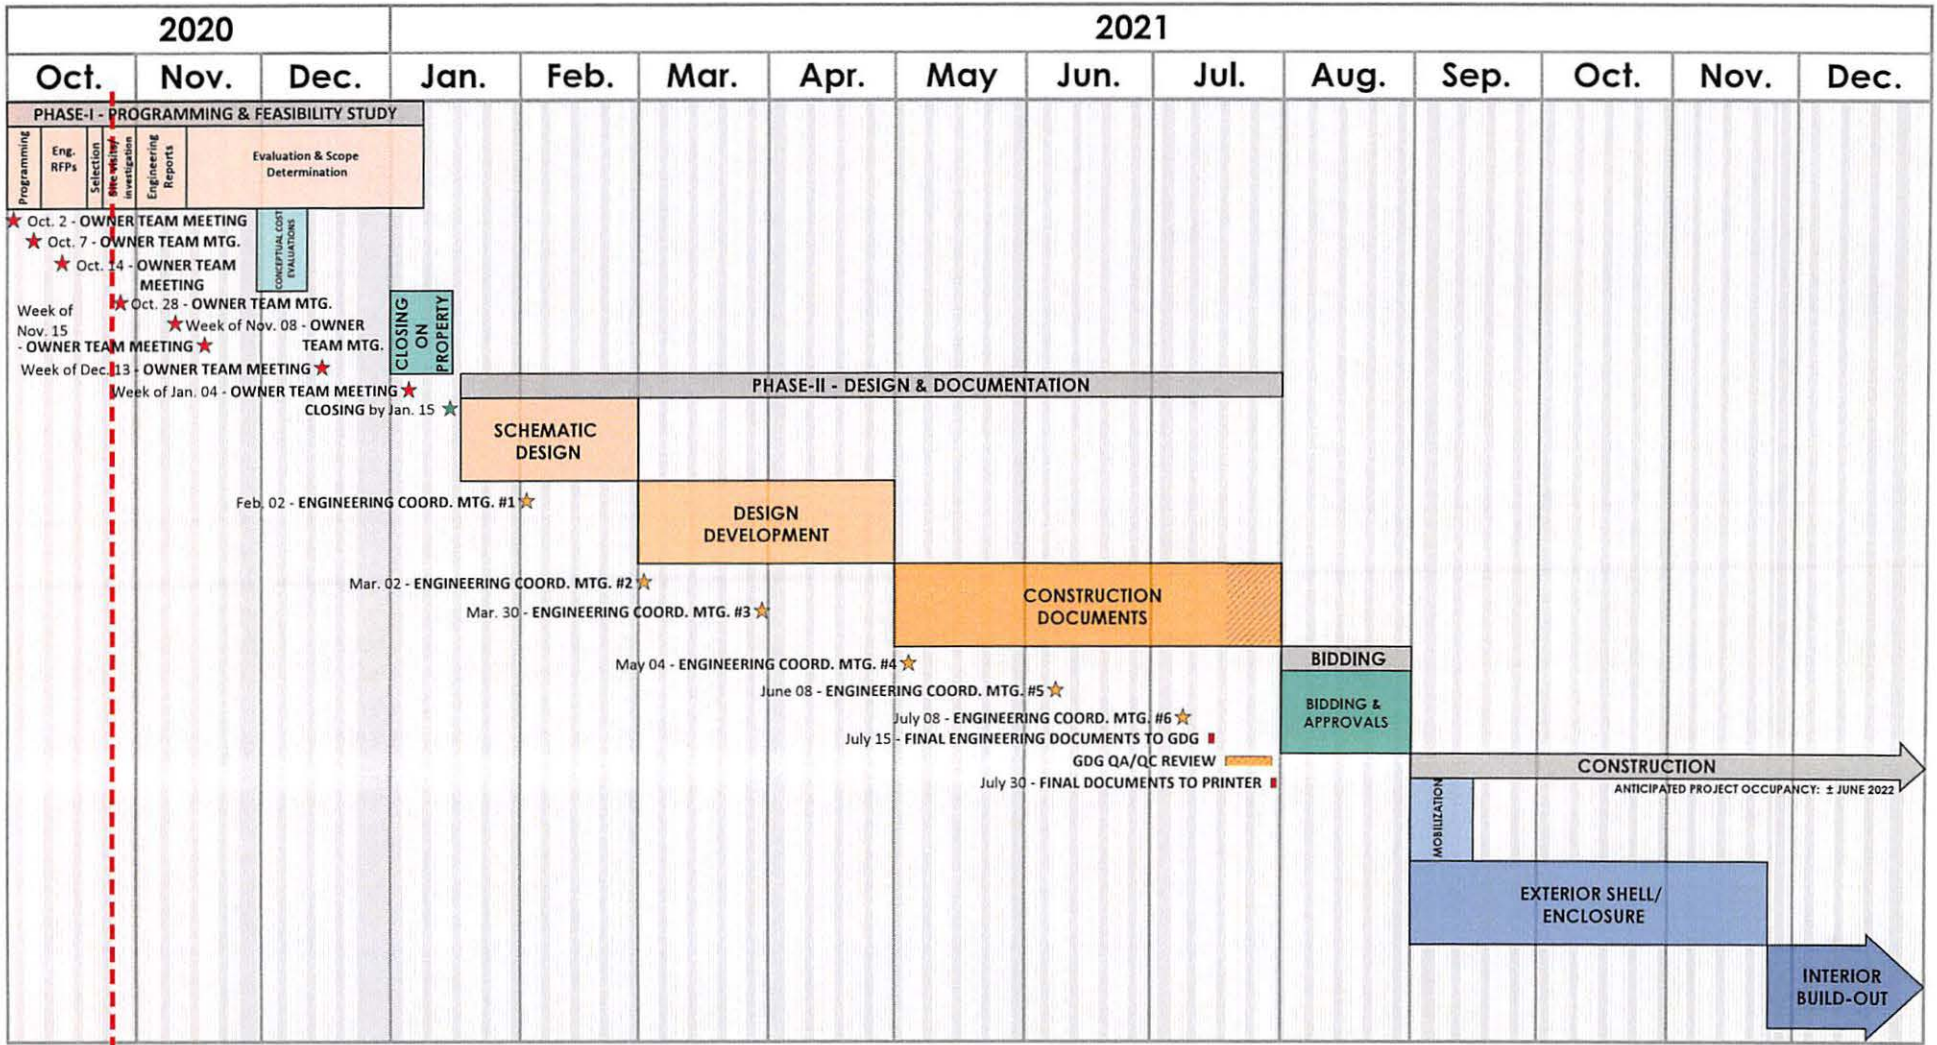 2020
2021
Oct.
Nov.
Dec.
Jan.
Feb.
Mar.
Apr.
May
Jun.
Jul.
Aug.
Sep.
Oct.
Nov.
Dec.
PHASE-I - PROGRAMMING & FEASIBILITY STUDY
Programming
Eng.
RFPs
Selection
Site visits/
investigation
Engineering
Reports
Evaluation & Scope
Determination
CONCEPTUAL COST
EVALUATIONS
Oct. 2 - OWNER TEAM MEETING
Oct. 7 - OWNER TEAM MTG.
Oct. 14 - OWNER TEAM
MEETING
Oct. 28 - OWNER TEAM MTG.
Week of Nov. 08 - OWNER
TEAM MTG.
Week of
Nov. 15
- OWNER TEAM MEETING
Week of Dec. 13 - OWNER TEAM MEETING
Week of Jan. 04 - OWNER TEAM MEETING
CLOSING by Jan. 15
CLOSING
ON
PROPERTY
PHASE-II - DESIGN & DOCUMENTATION
SCHEMATIC
DESIGN
Feb. 02 - ENGINEERING COORD. MTG. #1
DESIGN
DEVELOPMENT
Mar. 02 - ENGINEERING COORD. MTG. #2
Mar. 30 - ENGINEERING COORD. MTG. #3
CONSTRUCTION
DOCUMENTS
May 04 - ENGINEERING COORD. MTG. #4
June 08 - ENGINEERING COORD. MTG. #5
July 08 - ENGINEERING COORD. MTG. #6
July 15 - FINAL ENGINEERING DOCUMENTS TO GDG
GDG QA/QC REVIEW
July 30 - FINAL DOCUMENTS TO PRINTER
BIDDING
BIDDING &
APPROVALS
CONSTRUCTION
ANTICIPATED PROJECT OCCUPANCY: ± JUNE 2022
MOBILIZATION
EXTERIOR SHELL/
ENCLOSURE
INTERIOR
BUILD-OUT